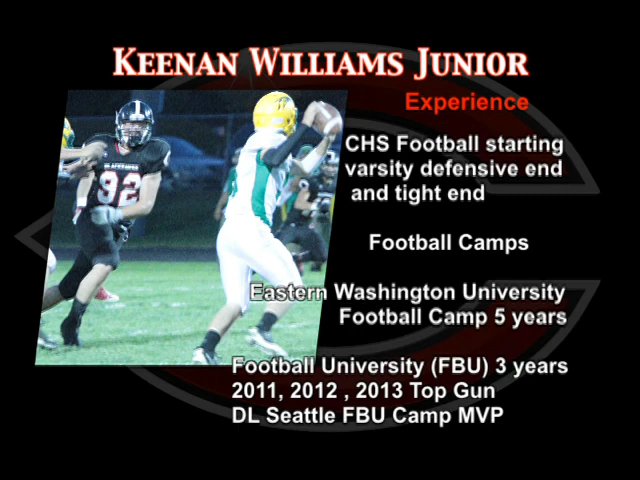 KEENAN WILLIAMS JUNIOR
Experience
CHS Football starting
varsity defensive end
and tight end
Football Camps
Eastern Washington University
Football Camp 5 years
Football University (FBU) 3 years
2011, 2012 , 2013 Top Gun
DL Seattle FBU Camp MVP
92